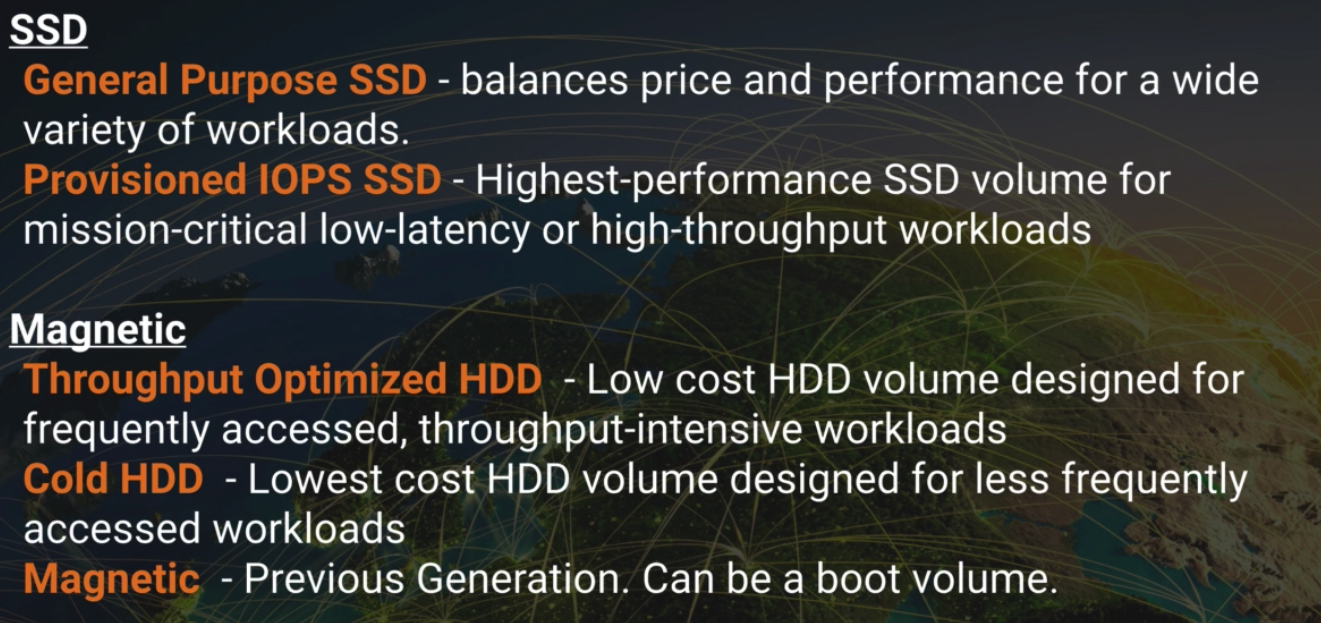 SSD
General Purpose SSD - balances price and performance for a wide
variety of workloads.
Provisioned IOPS SSD - Highest-performance SSD volume for
mission-critical low-latency or high-throughput workloads
Magnetic
Throughput Optimized HDD - Low cost HDD volume designed for
frequently accessed, throughput-intensive workloads
Cold HDD - Lowest cost HDD volume designed for less frequently
accessed workloads
Magnetic - Previous Generation. Can be a boot volume.